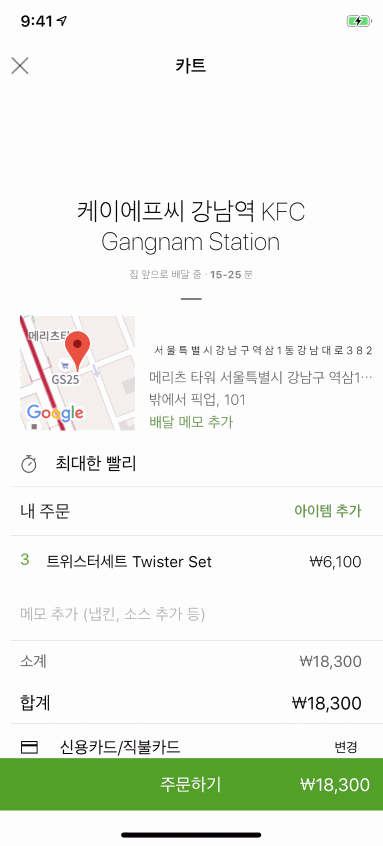 9:41
카트
케이에프씨 강남역 KFC
Gangnam Station
집 앞으로 배달 중 · 15-25 분
메리츠타
GS25
Google
서울특별시강남구역삼1동강남대로382
메리츠 타워 서울특별시 강남구 역삼1…
밖에서 픽업, 101
배달 메모 추가
최대한 빨리
내 주문 아이템 추가
3 트위스터세트 Twister Set ₩6,100
메모 추가 (냅킨, 소스 추가 등)
소계 ₩18,300
합계 ₩18,300
신용카드/직불카드 변경
주문하기 ₩18,300